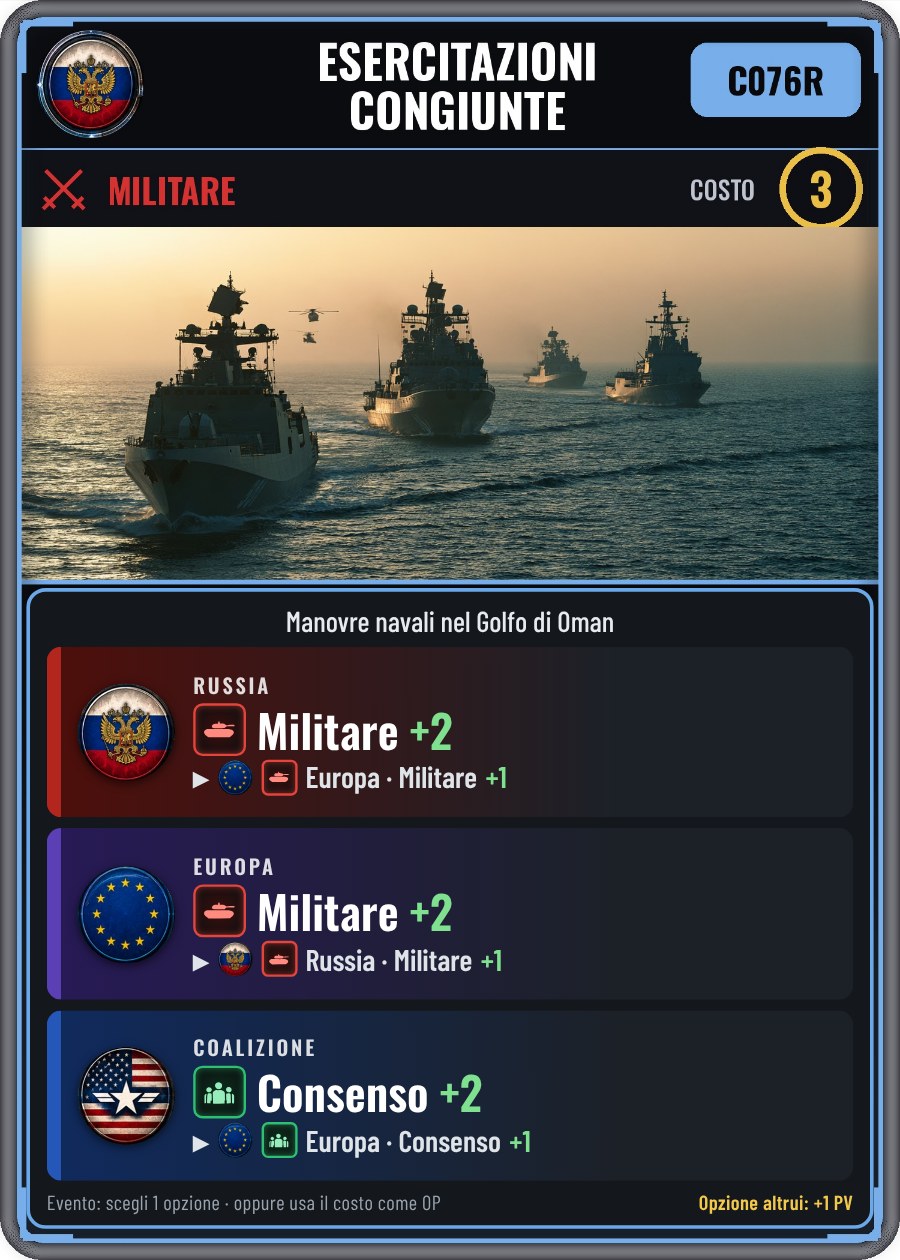 ESERCITAZIONI
CONGIUNTE
C076R
MILITARE
COSTO
3
Manovre navali nel Golfo di Oman
RUSSIA
Militare +2
▶ Europa · Militare +1
EUROPA
Militare +2
▶ Russia · Militare +1
COALIZIONE
Consenso +2
▶ Europa · Consenso +1
Evento: scegli 1 opzione · oppure usa il costo come OP
Opzione altrui: +1 PV